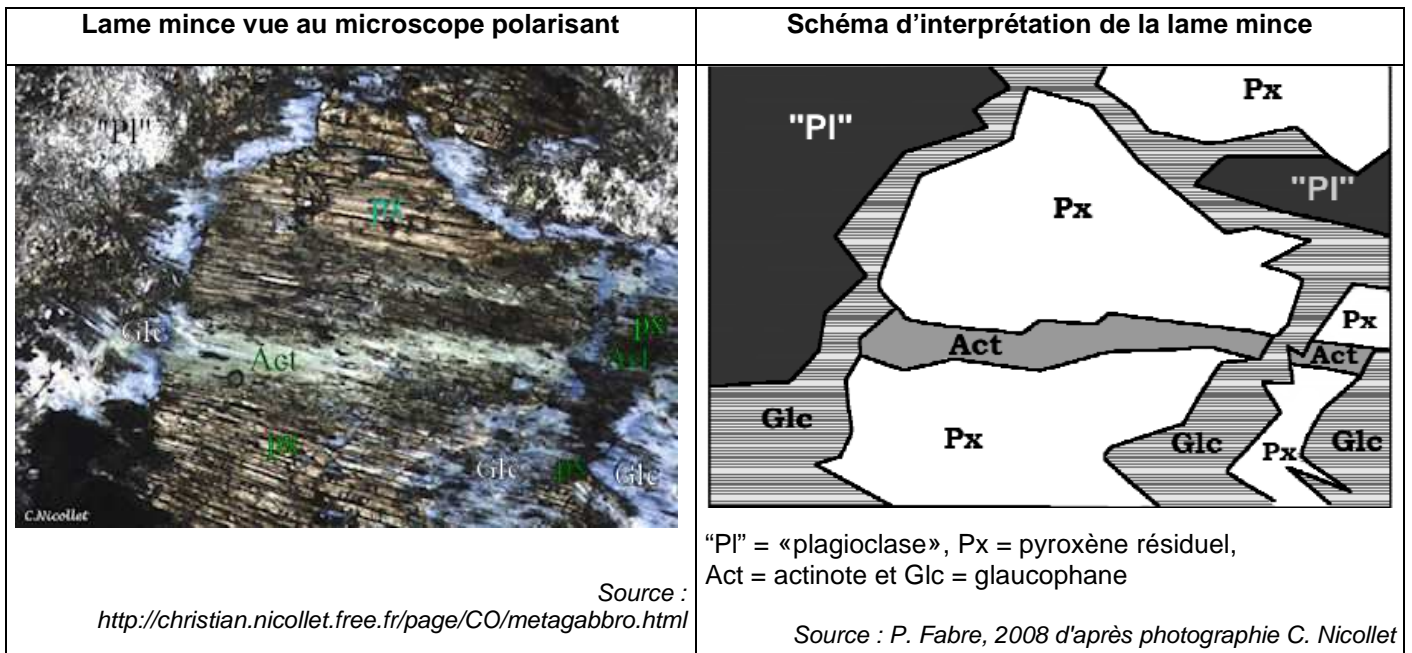 Lame mince vue au microscope polarisant
Schéma d’interprétation de la lame mince
"Pl"
px
Glc
Act
px
Act
px
Glc
px
Glc
C.Nicollet
Source :
http://christian.nicollet.free.fr/page/CO/metagabbro.html
Px
"Pl"
"Pl"
Px
Px
Act
Act
Glc
Px
Glc
Px
Glc
“Pl” = «plagioclase», Px = pyroxène résiduel,
Act = actinote et Glc = glaucophane
Source : P. Fabre, 2008 d'après photographie C. Nicollet